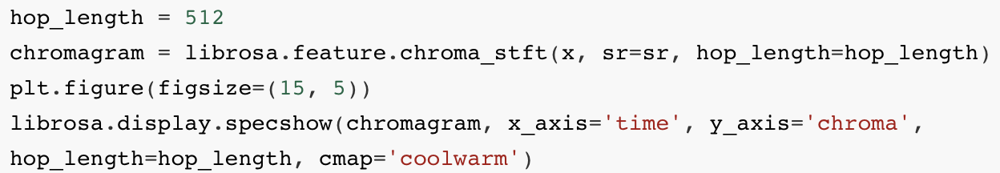 hop_length = 512
chromagram = librosa.feature.chroma_stft(x, sr=sr, hop_length=hop_length)
plt.figure(figsize=(15, 5))
librosa.display.specshow(chromagram, x_axis='time', y_axis='chroma',
hop_length=hop_length, cmap='coolwarm')